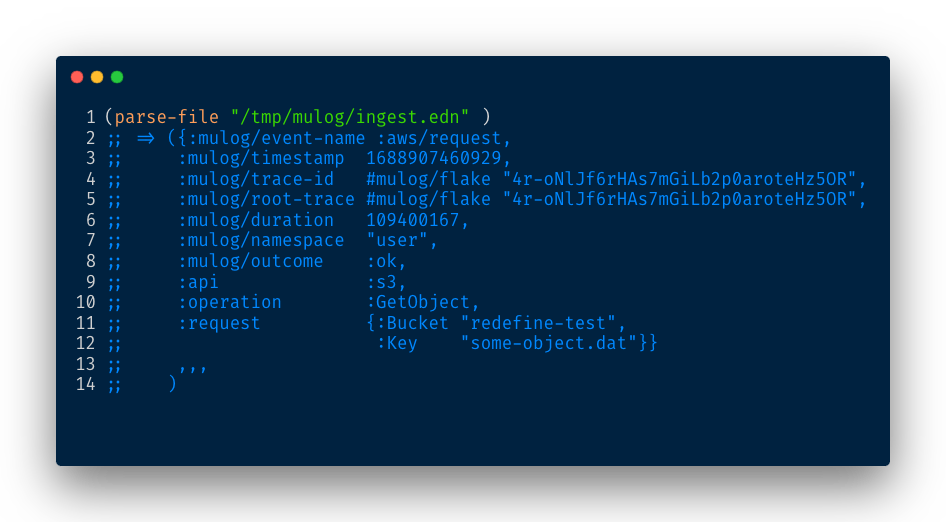 1 (parse-file "/tmp/mulog/ingest.edn" )
2 ;; => ({:mulog/event-name :aws/request,
3 ;;     :mulog/timestamp  1688907460929,
4 ;;     :mulog/trace-id   #mulog/flake "4r-oNlJf6rHAs7mGiLb2p0aroteHz5OR",
5 ;;     :mulog/root-trace #mulog/flake "4r-oNlJf6rHAs7mGiLb2p0aroteHz5OR",
6 ;;     :mulog/duration   109400167,
7 ;;     :mulog/namespace  "user",
8 ;;     :mulog/outcome    :ok,
9 ;;     :api              :s3,
10 ;;     :operation        :GetObject,
11 ;;     :request          {:Bucket "redefine-test",
12 ;;                        :Key    "some-object.dat"}}
13 ;;     ,,,
14 ;;    )